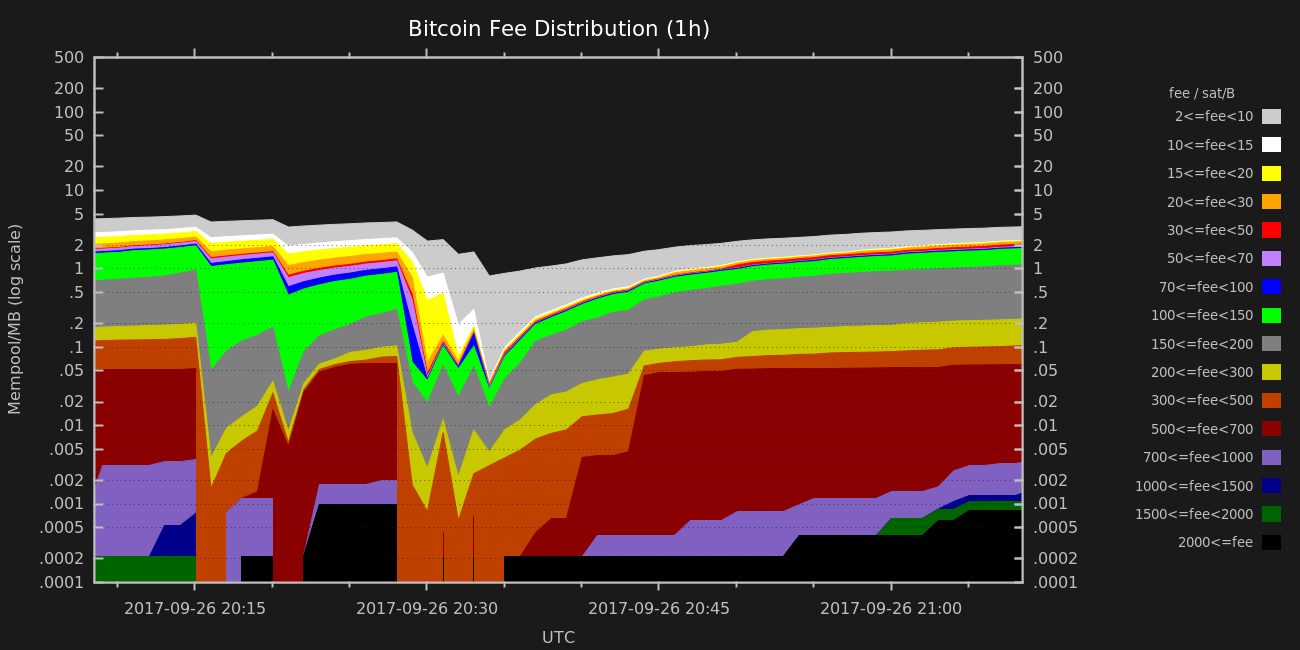 Bitcoin Fee Distribution (1h)
500
200
100
50
20
10
5
2
1
.5
.2
.1
.05
.02
.01
.005
.002
.001
.0005
.0002
.0001
Mempool/MB (log scale)
500
200
100
50
20
10
5
2
1
.5
.2
.1
.05
.02
.01
.005
.002
.001
.0005
.0002
.0001
2017-09-26 20:15
2017-09-26 20:30
2017-09-26 20:45
2017-09-26 21:00
UTC
fee / sat/B
2<=fee<10
10<=fee<15
15<=fee<20
20<=fee<30
30<=fee<50
50<=fee<70
70<=fee<100
100<=fee<150
150<=fee<200
200<=fee<300
300<=fee<500
500<=fee<700
700<=fee<1000
1000<=fee<1500
1500<=fee<2000
2000<=fee